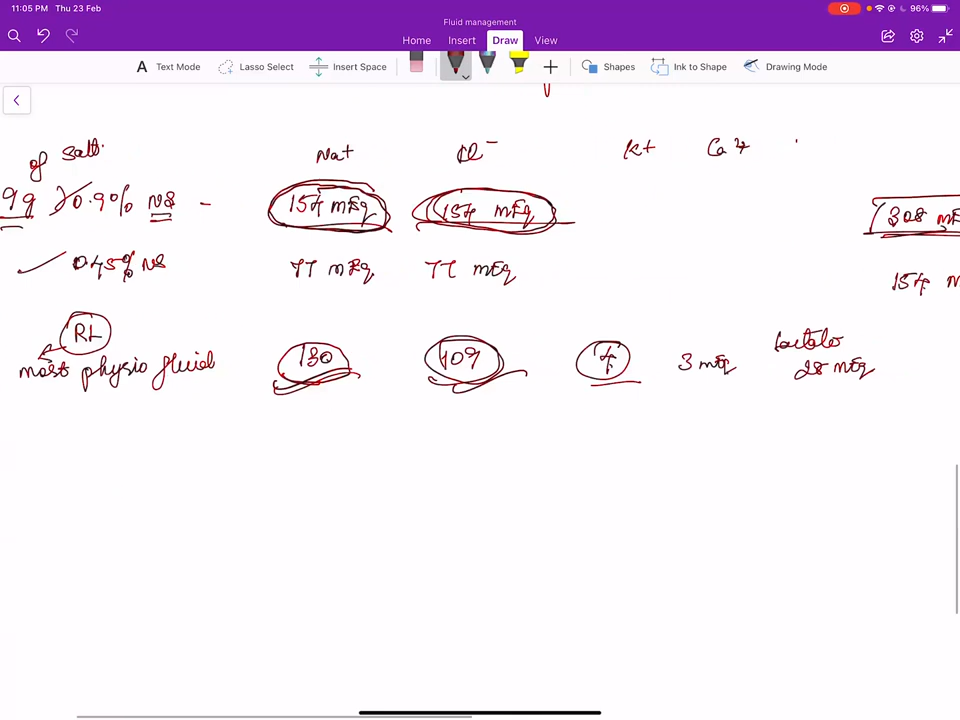 11:05 PM Thu 23 Feb
96%
Fluid management
Home Insert Draw View
Text Mode Lasso Select Insert Space Shapes Ink to Shape Drawing Mode
of salt Na+ Cl- K+ Ca
9g 0.9% NS - 154 mEq 154 mEq 308
0.45% NS 77 mEq 77 mEq 154
RL 130 109 4 3 mEq lactate
most physio fluid 28 mEq